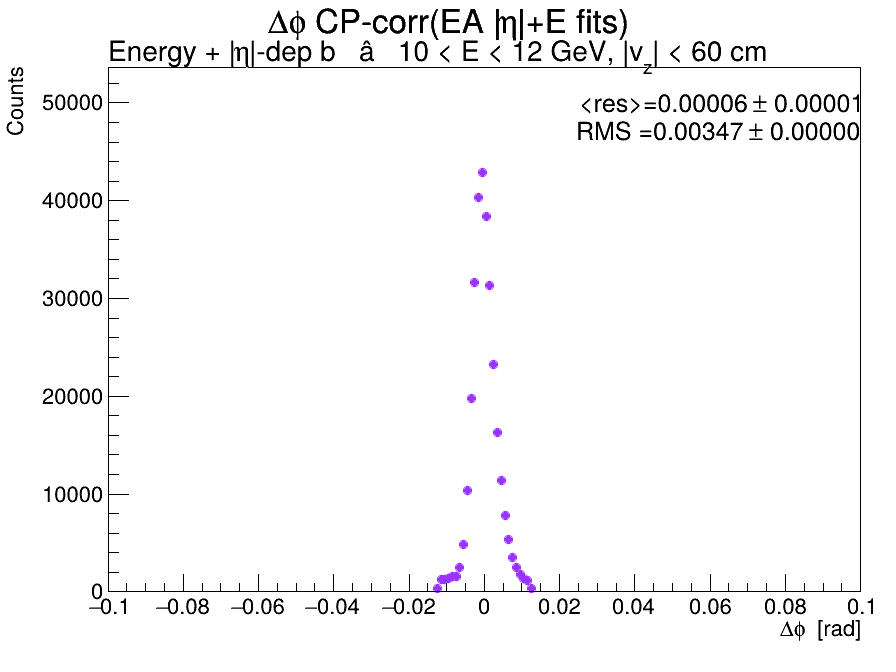 Δϕ CP-corr(EA |η|+E fits)
Energy + |η|-dep b â 10 < E < 12 GeV, |v_z| < 60 cm
Counts
<res>=0.00006 ± 0.00001
RMS =0.00347 ± 0.00000
50000
40000
30000
20000
10000
0
−0.1 −0.08 −0.06 −0.04 −0.02 0 0.02 0.04 0.06 0.08 0.1
Δϕ [rad]